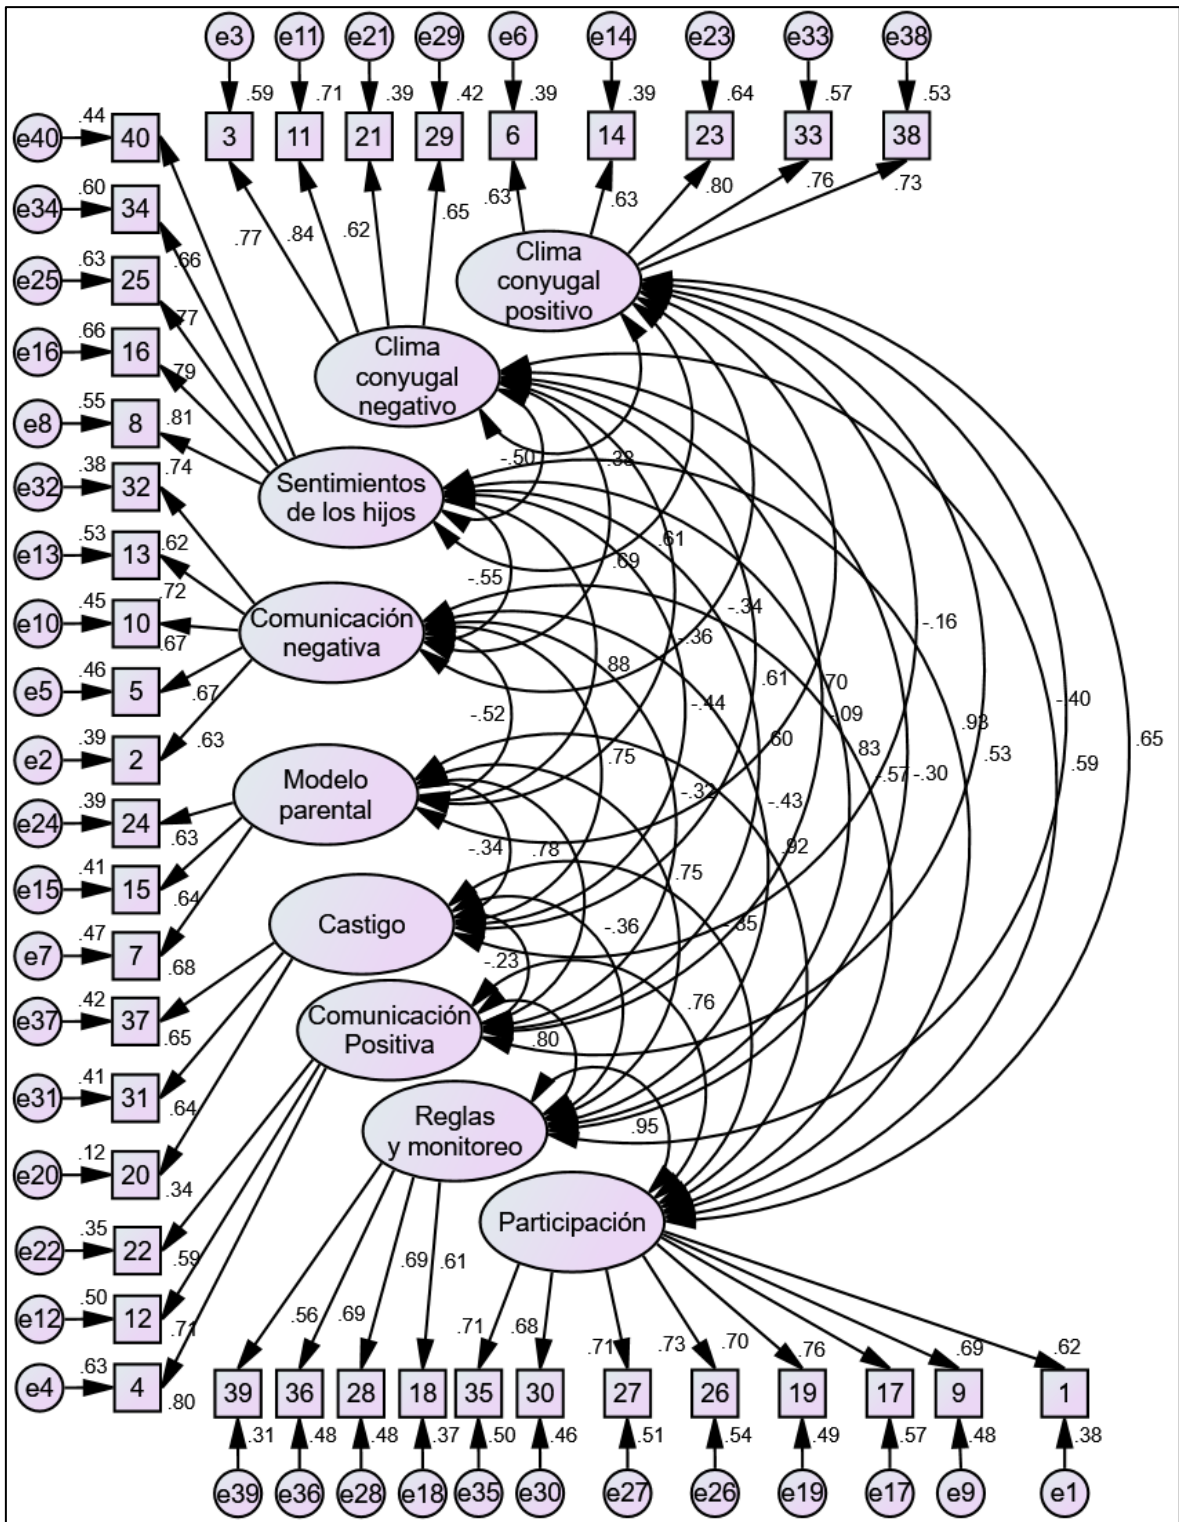 e3 e11 e21 e29 e6 e14 e23 e33 e38
.59 .71 .39 .42 .39 .39 .64 .57 .53
3 11 21 29 6 14 23 33 38
.77 .84 .62 .65 .63 .63 .80 .76 .73
e40 .44 40
e34 .60 34
.66
e25 .63 25
.77
e16 .66 16
.79
e8 .55 8
.81
e32 .38 32
.74
e13 .53 13
.62
e10 .45 10
.72
e5 .46 5
.67
.67
e2 .39 2
.63
e24 .39 24
.63
e15 .41 15
.64
e7 .47 7
.68
e37 .42 37
.65
e31 .41 31
.64
e20 .12 20
.34
e22 .35 22
.59
e12 .50 12
.71
e4 .63 4
.80
Clima
conyugal
positivo
Clima
conyugal
negativo
Sentimientos
de los hijos
Comunicación
negativa
Modelo
parental
Castigo
Comunicación
Positiva
Reglas
y monitoreo
Participación
-.50 .38
.61
.69
-.55
-.34
-.16
-.36
.88 .61 .70
-.40
-.44 -.09
-.52
.93
.60 .65
.75 .83 .53 .59
-.57 -.30
-.32 -.43
-.34 .78 .92
.75
-.36 -.35
-.23
.76
.80
.95
.56 .69 .69 .61 .71 .68 .71 .73 .70 .76 .69 .62
39 36 28 18 35 30 27 26 19 17 9 1
.31 .48 .48 .37 .50 .46 .51 .54 .49 .57 .48 .38
e39 e36 e28 e18 e35 e30 e27 e26 e19 e17 e9 e1